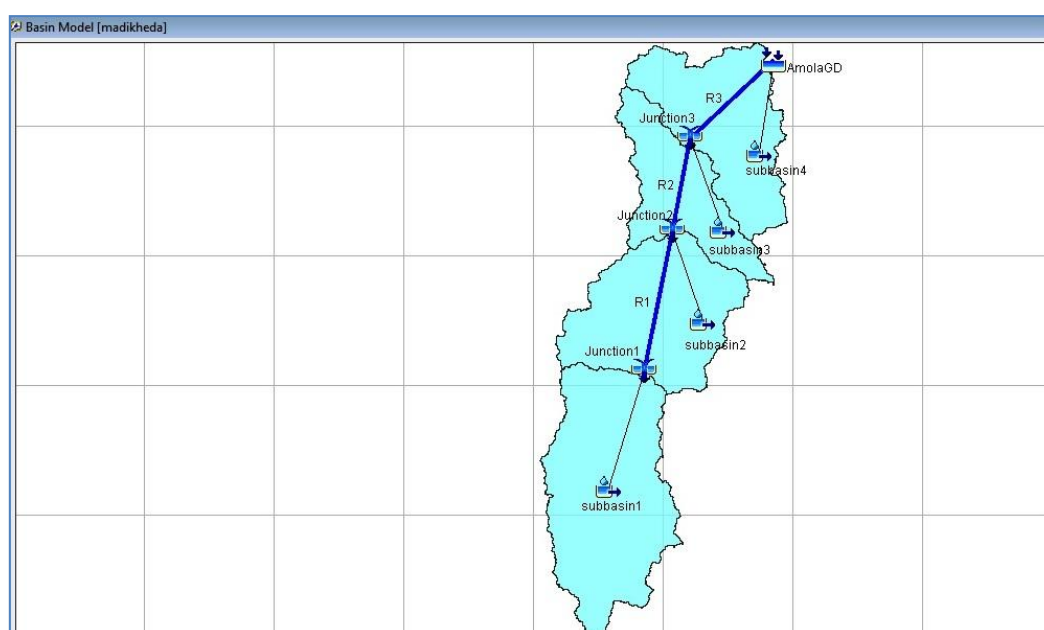 Basin Model [madikheda]
AmolaGD
R3
Junction3
subbasin4
R2
Junction2
subbasin3
R1
subbasin2
Junction1
subbasin1